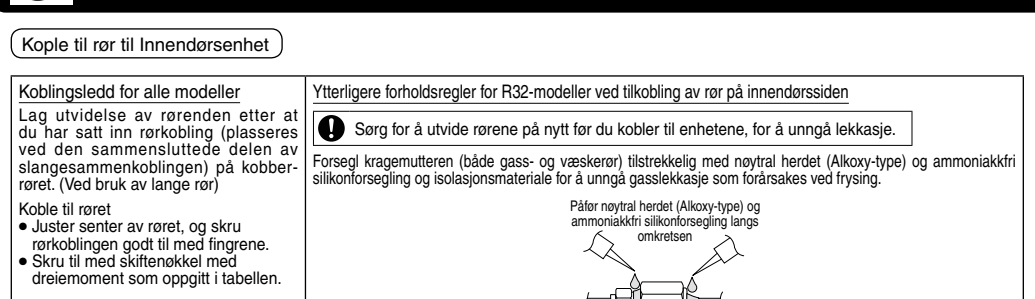 Kople til rør til Innendørsenhet
Koblingsledd for alle modeller
Lag utvidelse av rørenden etter at
du har satt inn rørkobling (plasseres
ved den sammensluttede delen av
slangesammenkoblingen) på kobber-
røret. (Ved bruk av lange rør)
Koble til røret
● Juster senter av røret, og skru
rørkoblingen godt til med fingrene.
● Skru til med skiftenøkkel med
dreiemoment som oppgitt i tabellen.
Ytterligere forholdsregler for R32-modeller ved tilkobling av rør på innendørssiden
Sørg for å utvide rørene på nytt før du kobler til enhetene, for å unngå lekkasje.
Forsegl kragemutteren (både gass- og væskerør) tilstrekkelig med nøytral herdet (Alkoxy-type) og ammoniakkfri
silikonforsegling og isolasjonsmateriale for å unngå gasslekkasje som forårsakes ved frysing.
Påfør nøytral herdet (Alkoxy-type) og
ammoniakkfri silikonforsegling langs
omkretsen